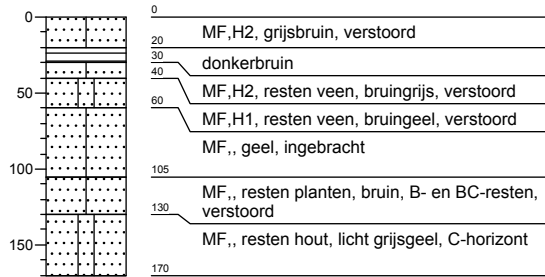 0
0
MF,H2, grijsbruin, verstoord
20
30
donkerbruin
40
MF,H2, resten veen, bruingrijs, verstoord
50
60
MF,H1, resten veen, bruingeel, verstoord
MF,, geel, ingebracht
100
105
MF,, resten planten, bruin, B- en BC-resten,
verstoord
130
MF,, resten hout, licht grijsgeel, C-horizont
150
170